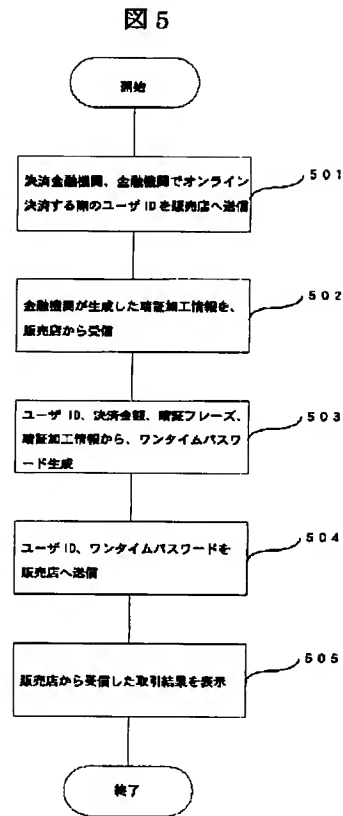 図5
開始
決済金融機関、金融機関でオンライン
決済する際のユーザIDを販売店へ送信
501
金融機関が生成した暗証加工情報を、
販売店から受信
502
ユーザID、決済金額、暗証フレーズ、
暗証加工情報から、ワンタイムパスワ
ード生成
503
ユーザID、ワンタイムパスワードを
販売店へ送信
504
販売店から受信した取引結果を表示
505
終了